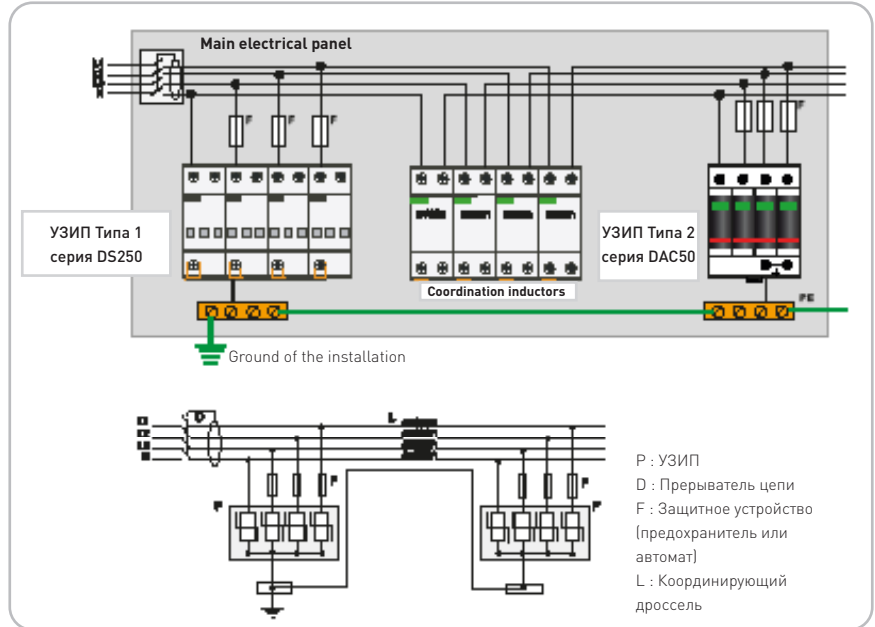 Main electrical panel
F
F
F
F
УЗИП Типа 1
серия DS250
УЗИП Типа 2
серия DAC50
Coordination inductors
PE
Ground of the installation
D
L
F
F
P
P
P : УЗИП
D : Прерыватель цепи
F : Защитное устройство
(предохранитель или
автомат)
L : Координирующий
дроссель